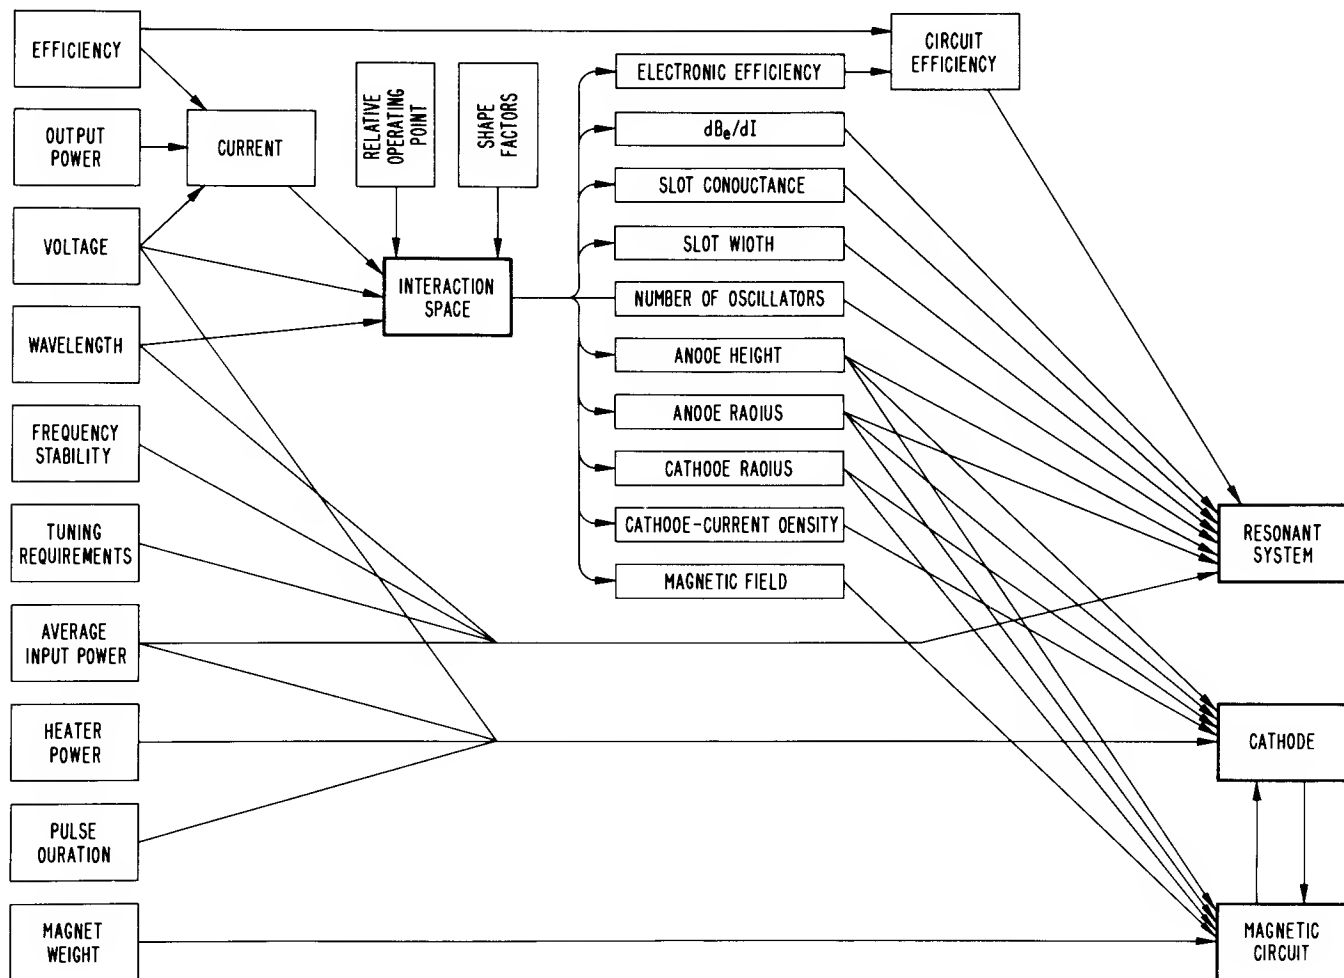 EFFICIENCY
OUTPUT
POWER
VOLTAGE
WAVELENGTH
FREQUENCY
STABILITY
TUNING
REQUIREMENTS
AVERAGE
INPUT POWER
HEATER
POWER
PULSE
OURATION
MAGNET
WEIGHT
CURRENT
RELATIVE
OPERATING
POINT
SHAPE
FACTORS
INTERACTION
SPACE
ELECTRONIC EFFICIENCY
dBe/dI
SLOT CONOUCTANCE
SLOT WIOTH
NUMBER OF OSCILLATORS
ANOOE HEIGHT
ANOOE RAOIUS
CATHOOE RAOIUS
CATHODE-CURRENT OENSITY
MAGNETIC FIELD
CIRCUIT
EFFICIENCY
RESONANT
SYSTEM
CATHODE
MAGNETIC
CIRCUIT